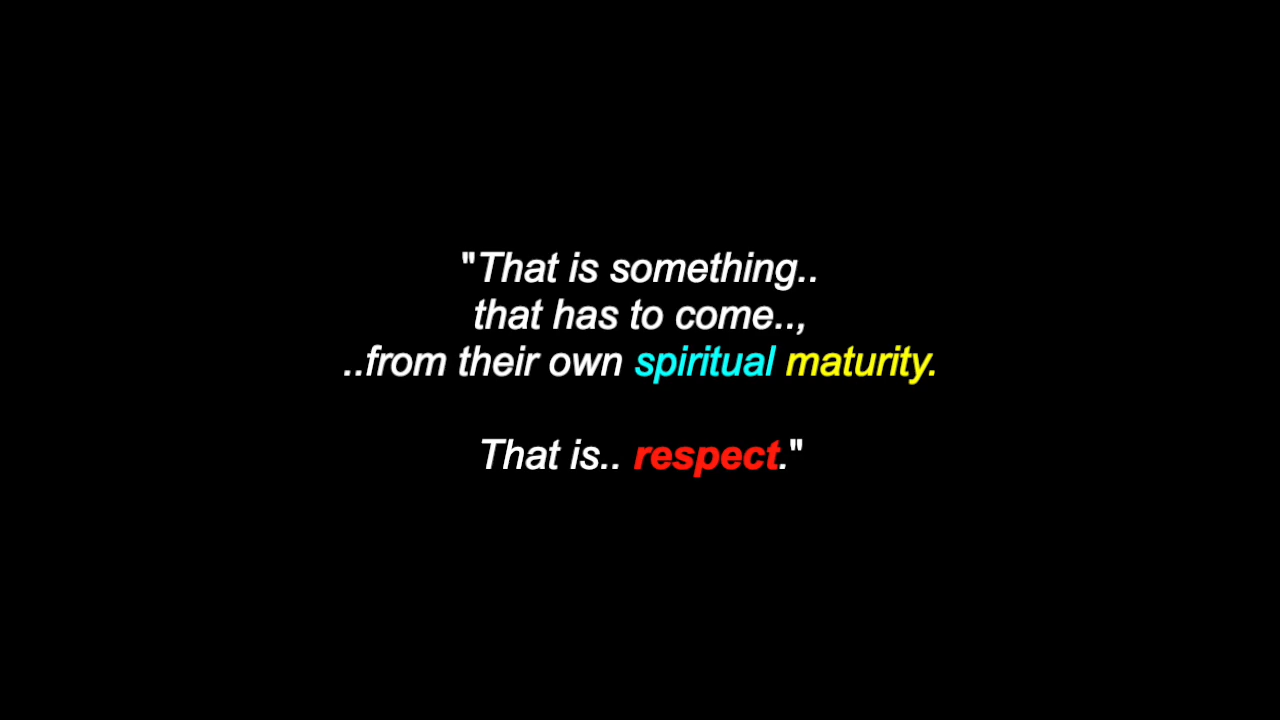 "That is something..
that has to come..,
..from their own spiritual maturity.
That is.. respect."